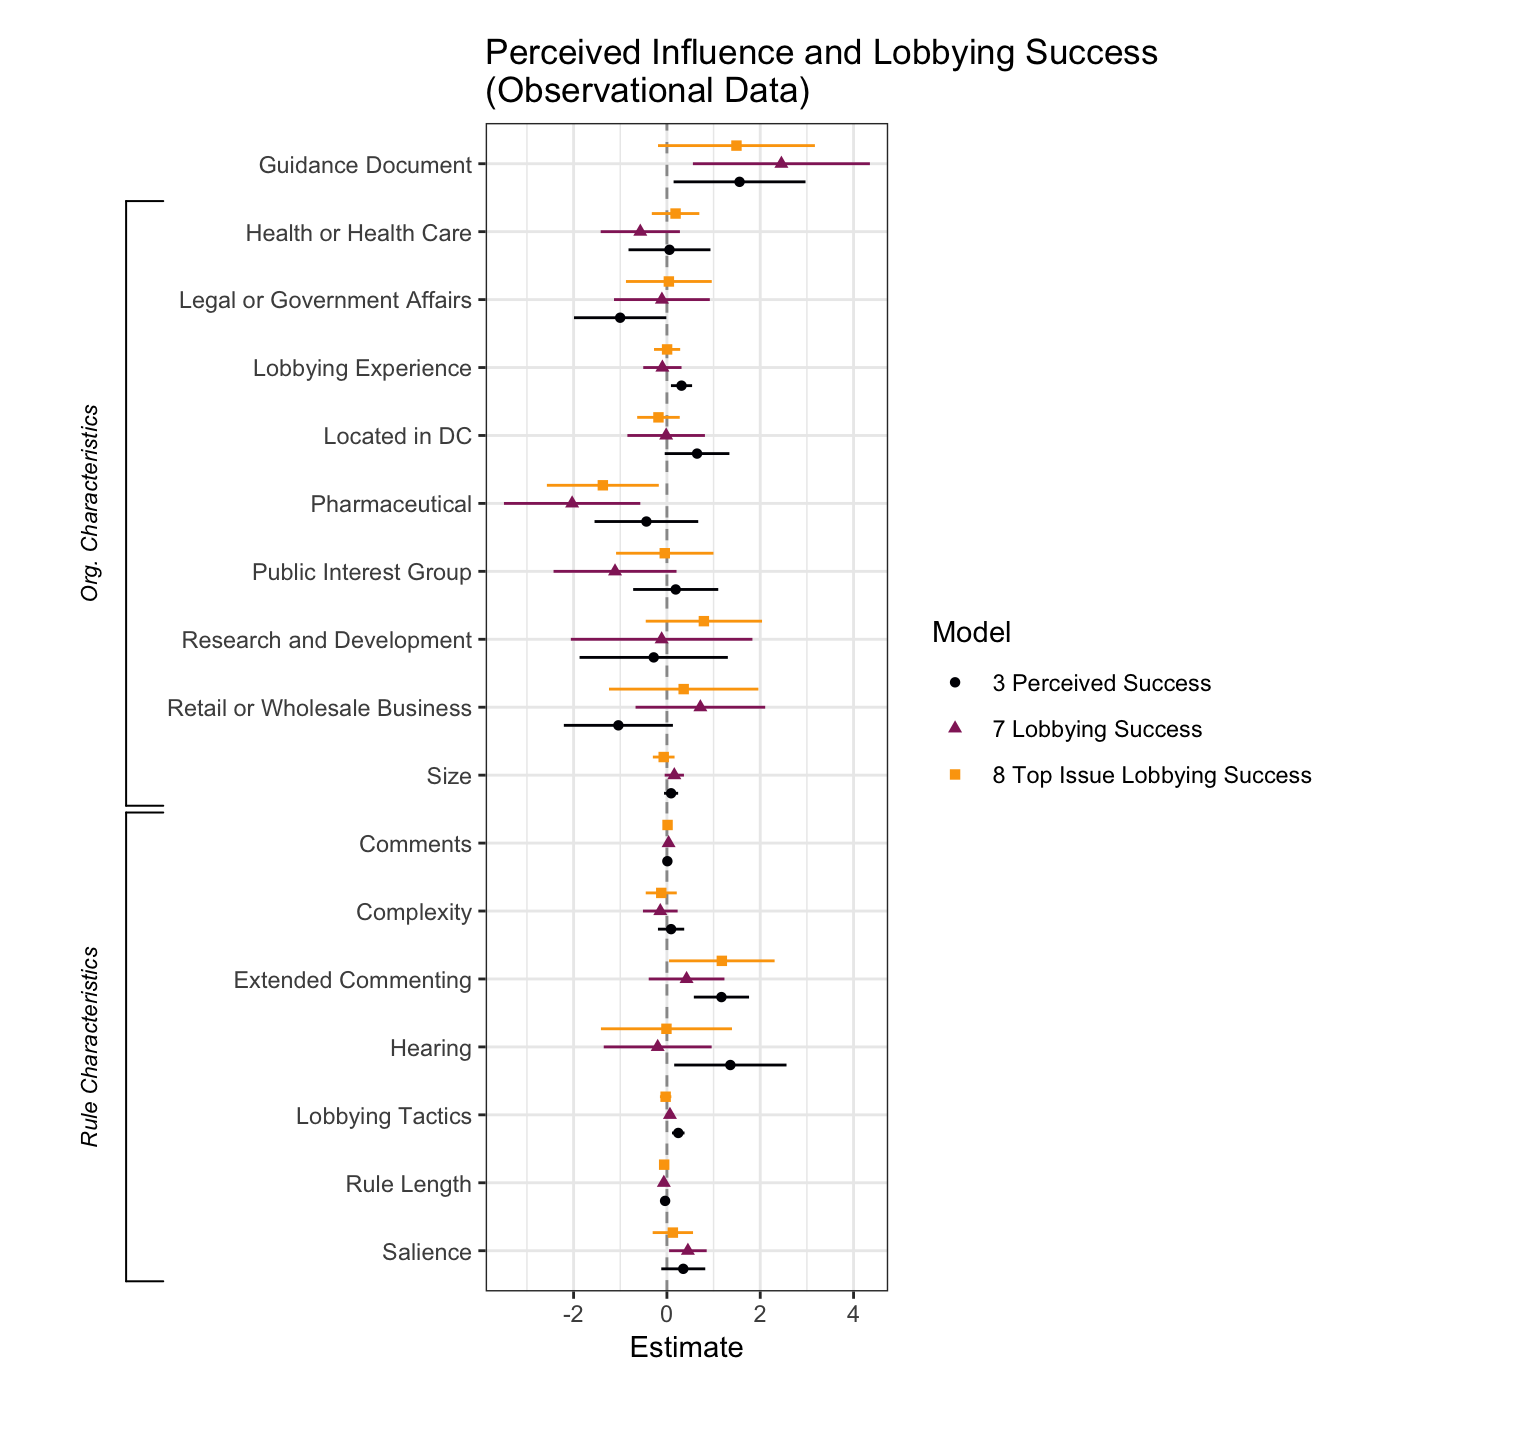 Perceived Influence and Lobbying Success
(Observational Data)
Guidance Document
Health or Health Care
Legal or Government Affairs
Lobbying Experience
Located in DC
Pharmaceutical
Public Interest Group
Research and Development
Retail or Wholesale Business
Size
Comments
Complexity
Extended Commenting
Hearing
Lobbying Tactics
Rule Length
Salience
Org. Characteristics
Rule Characteristics
-2 0 2 4
Estimate
Model
3 Perceived Success
7 Lobbying Success
8 Top Issue Lobbying Success